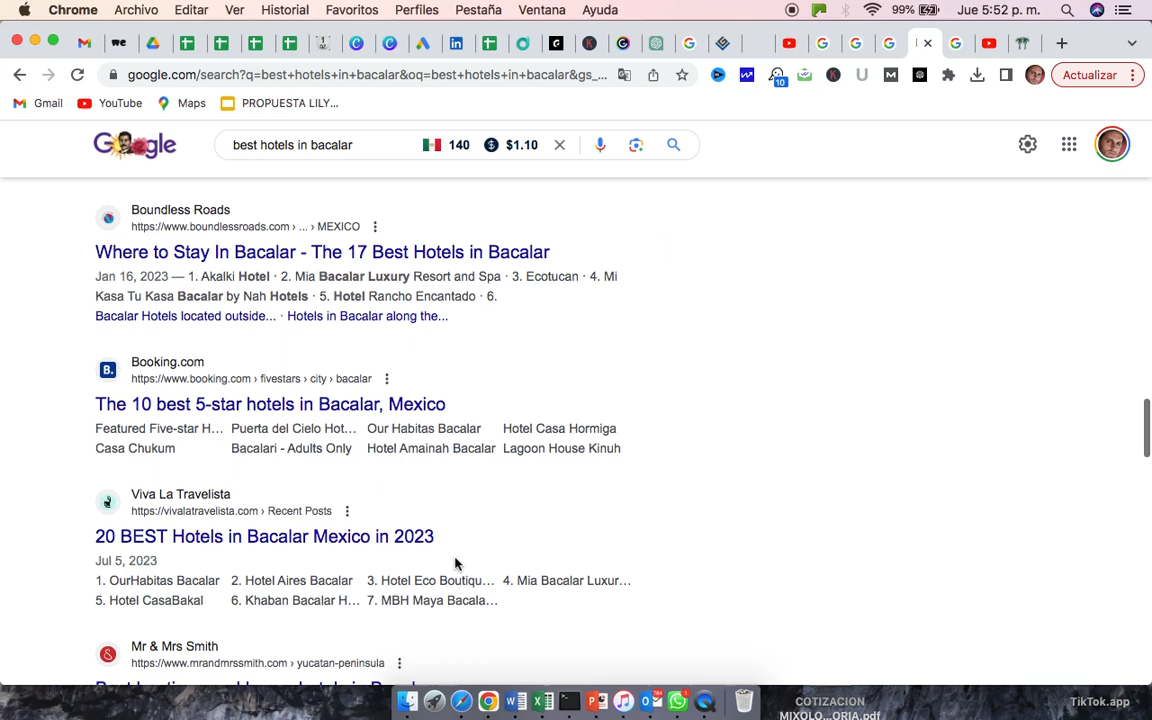 Chrome Archivo Editar Ver Historial Favoritos Perfiles Pestaña Ventana Ayuda 99% Jue 5:52 p. m.
google.com/search?q=best+hotels+in+bacalar&oq=best+hotels+in+bacalar&gs_... 10 Actualizar
Gmail YouTube Maps PROPUESTA LILY...
Google best hotels in bacalar 140 $1.10
Boundless Roads
https://www.boundlessroads.com › ... › MEXICO
Where to Stay In Bacalar - The 17 Best Hotels in Bacalar
Jan 16, 2023 — 1. Akalki Hotel · 2. Mia Bacalar Luxury Resort and Spa · 3. Ecotucan · 4. Mi
Kasa Tu Kasa Bacalar by Nah Hotels · 5. Hotel Rancho Encantado · 6.
Bacalar Hotels located outside... · Hotels in Bacalar along the...
Booking.com
https://www.booking.com › fivestars › city › bacalar
The 10 best 5-star hotels in Bacalar, Mexico
Featured Five-star H... Puerta del Cielo Hot... Our Habitas Bacalar Hotel Casa Hormiga
Casa Chukum Bacalari - Adults Only Hotel Amainah Bacalar Lagoon House Kinuh
Viva La Travelista
https://vivalatravelista.com › Recent Posts
20 BEST Hotels in Bacalar Mexico in 2023
Jul 5, 2023
1. OurHabitas Bacalar 2. Hotel Aires Bacalar 3. Hotel Eco Boutiqu... 4. Mia Bacalar Luxur...
5. Hotel CasaBakal 6. Khaban Bacalar H... 7. MBH Maya Bacala...
Mr & Mrs Smith
https://www.mrandmrssmith.com › yucatan-peninsula
COTIZACION
MIXOLO...ORIA.pdf
TikTok.app